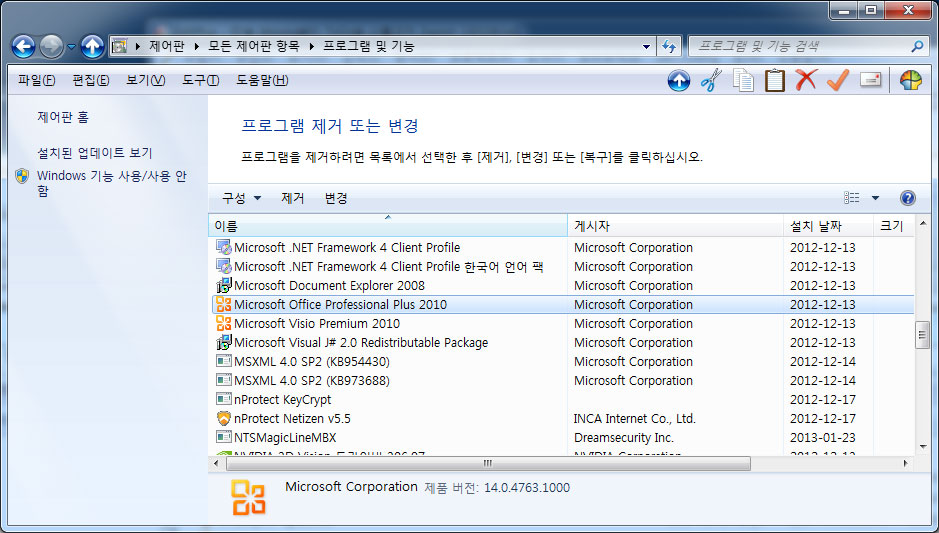 제어판 ▸ 모든 제어판 항목 ▸ 프로그램 및 기능
프로그램 및 기능 검색
파일(F) 편집(E) 보기(V) 도구(T) 도움말(H)
제어판 홈
설치된 업데이트 보기
Windows 기능 사용/사용 안
함
프로그램 제거 또는 변경
프로그램을 제거하려면 목록에서 선택한 후 [제거], [변경] 또는 [복구]를 클릭하십시오.
구성 제거 변경
이름 게시자 설치 날짜 크기
Microsoft .NET Framework 4 Client Profile Microsoft Corporation 2012-12-13
Microsoft .NET Framework 4 Client Profile 한국어 언어 팩 Microsoft Corporation 2012-12-13
Microsoft Document Explorer 2008 Microsoft Corporation 2012-12-13
Microsoft Office Professional Plus 2010 Microsoft Corporation 2012-12-13
Microsoft Visio Premium 2010 Microsoft Corporation 2012-12-13
Microsoft Visual J# 2.0 Redistributable Package Microsoft Corporation 2012-12-13
MSXML 4.0 SP2 (KB954430) Microsoft Corporation 2012-12-14
MSXML 4.0 SP2 (KB973688) Microsoft Corporation 2012-12-14
nProtect KeyCrypt 2012-12-17
nProtect Netizen v5.5 INCA Internet Co., Ltd. 2012-12-17
NTSMagicLineMBX Dreamsecurity Inc. 2013-01-23
NVIDIA 3D Vision NVIDIA Corporation
Microsoft Corporation 제품 버전: 14.0.4763.1000